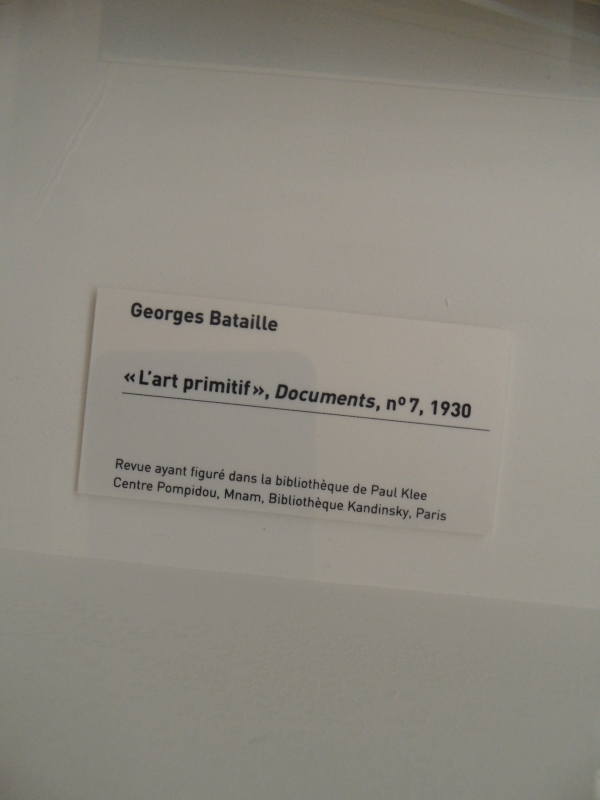 Georges Bataille
«L'art primitif», Documents, nº 7, 1930
Revue ayant figuré dans la bibliothèque de Paul Klee
Centre Pompidou, Mnam, Bibliothèque Kandinsky, Paris